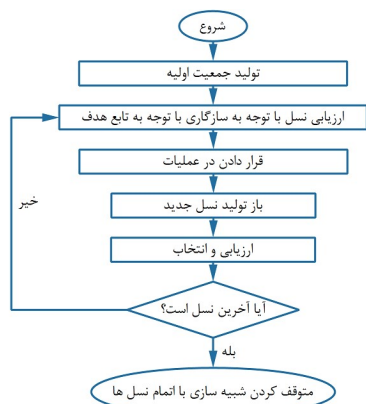 شروع
تولید جمعیت اولیه
ارزیابی نسل با توجه به سازگاری با توجه به تابع هدف
قرار دادن در عملیات
باز تولید نسل جدید
ارزیابی و انتخاب
آیا آخرین نسل است؟
خیر
بله
متوقف کردن شبیه سازی با اتمام نسل ها